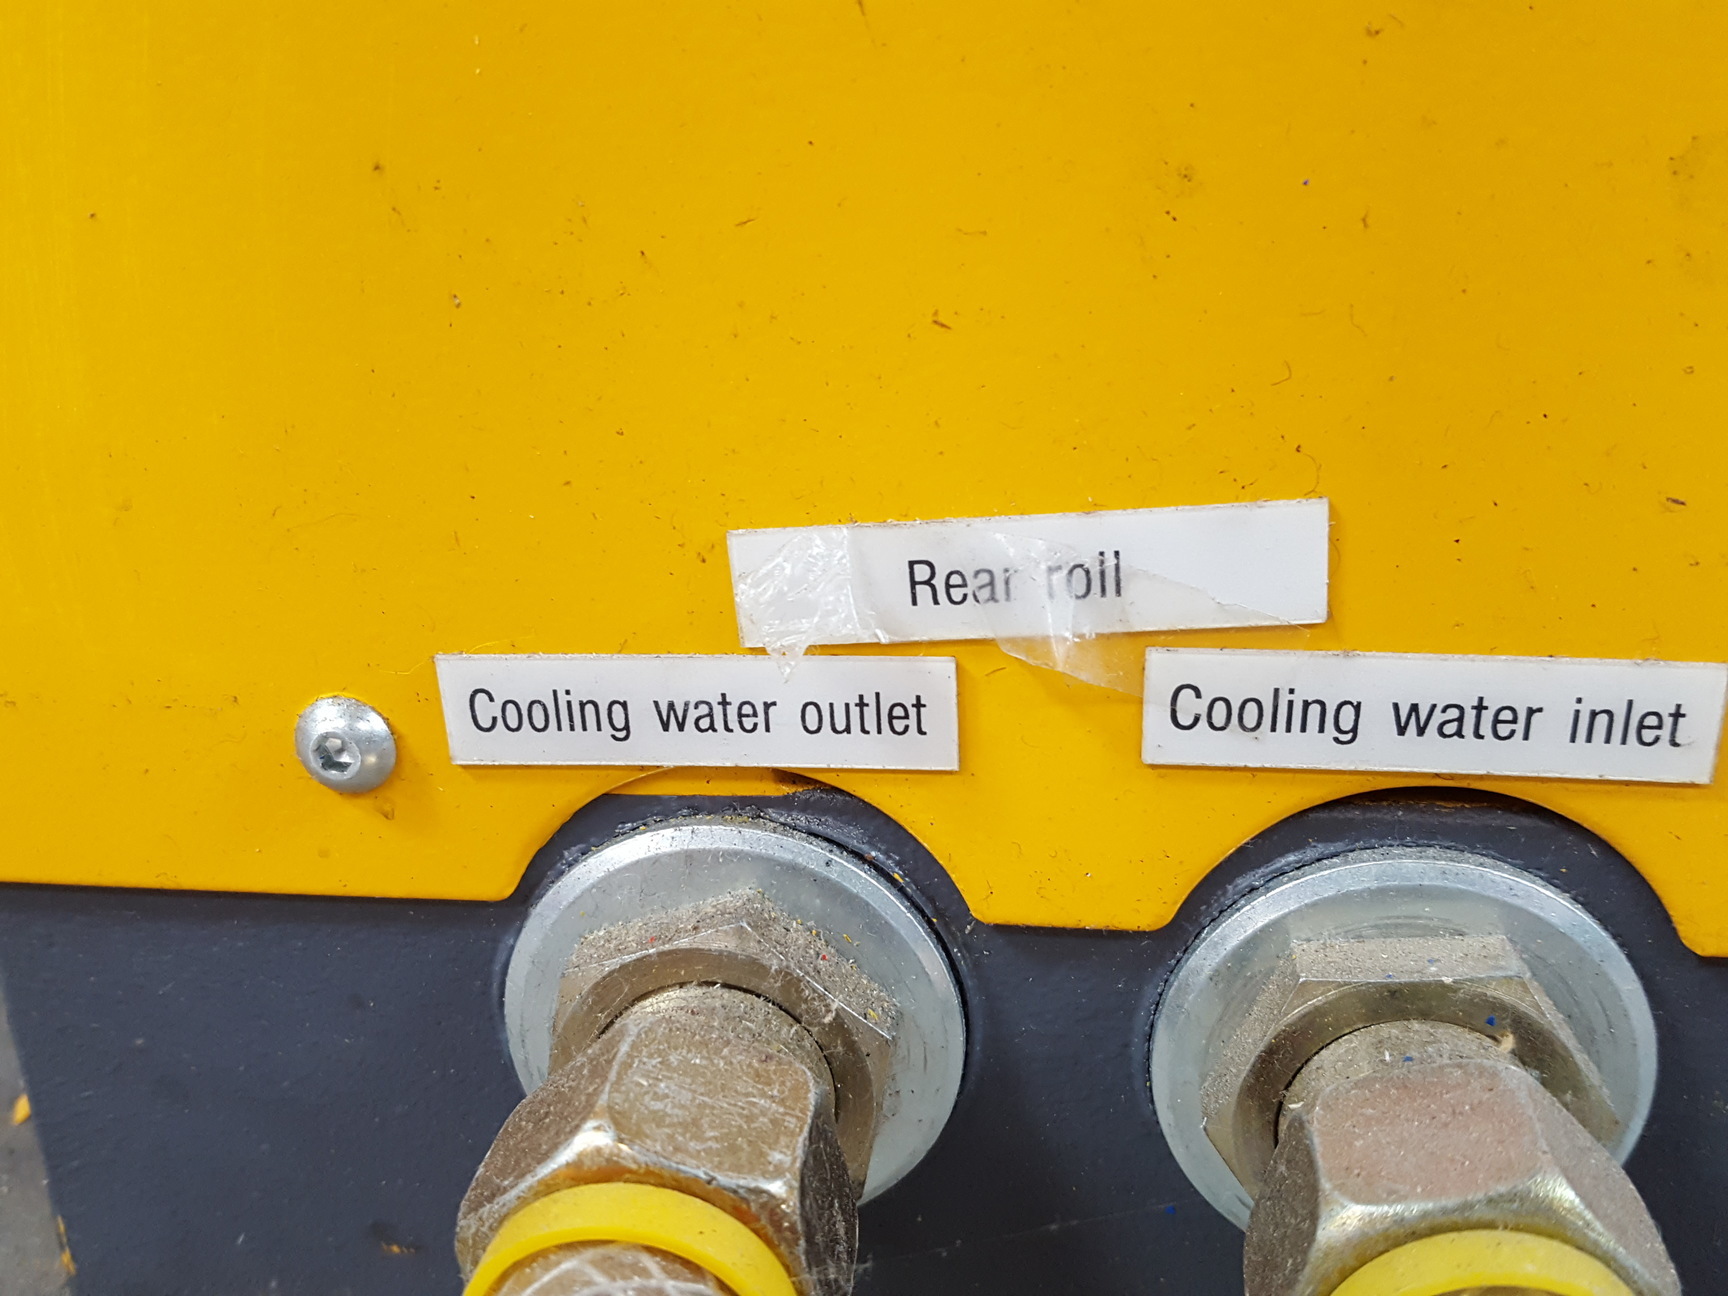 Rear roll
Cooling water outlet
Cooling water inlet